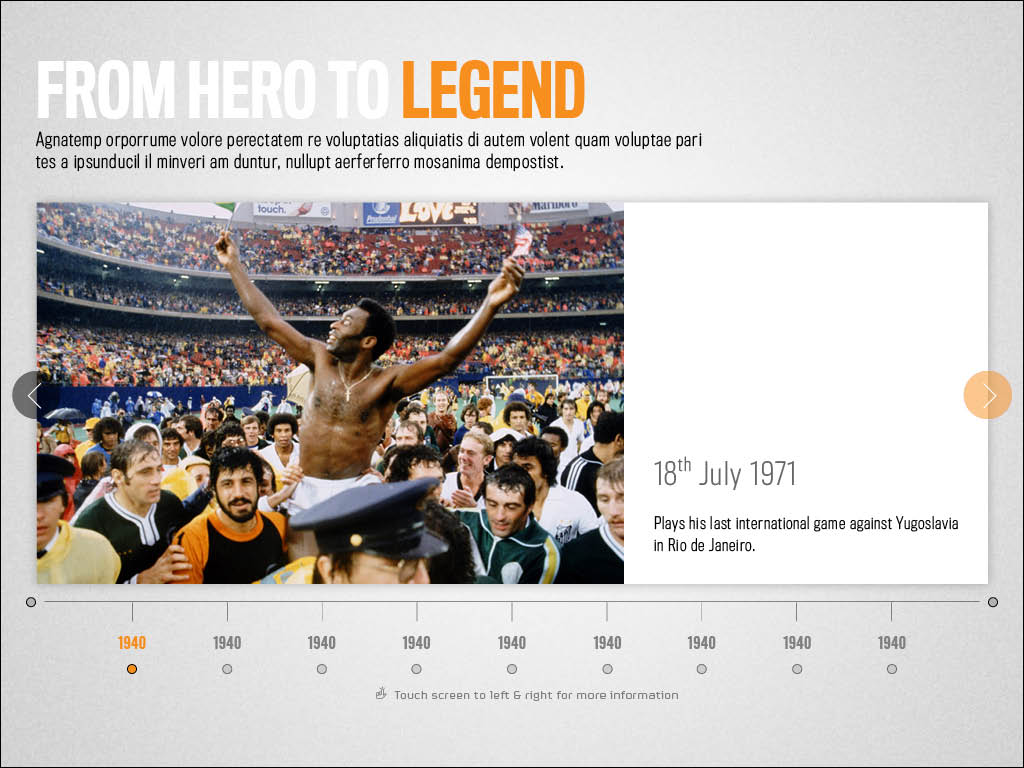 FROM HERO TO LEGEND
Agnatemp orporrume volore perectatem re voluptatias aliquiatis di autem volent quam voluptae pari
tes a ipsunducil il minveri am duntur, nullupt aerferferro mosanima dempostist.
touch.
Prudential
Love
Marlboro
18th July 1971
Plays his last international game against Yugoslavia
in Rio de Janeiro.
1940 1940 1940 1940 1940 1940 1940 1940 1940
Touch screen to left & right for more information